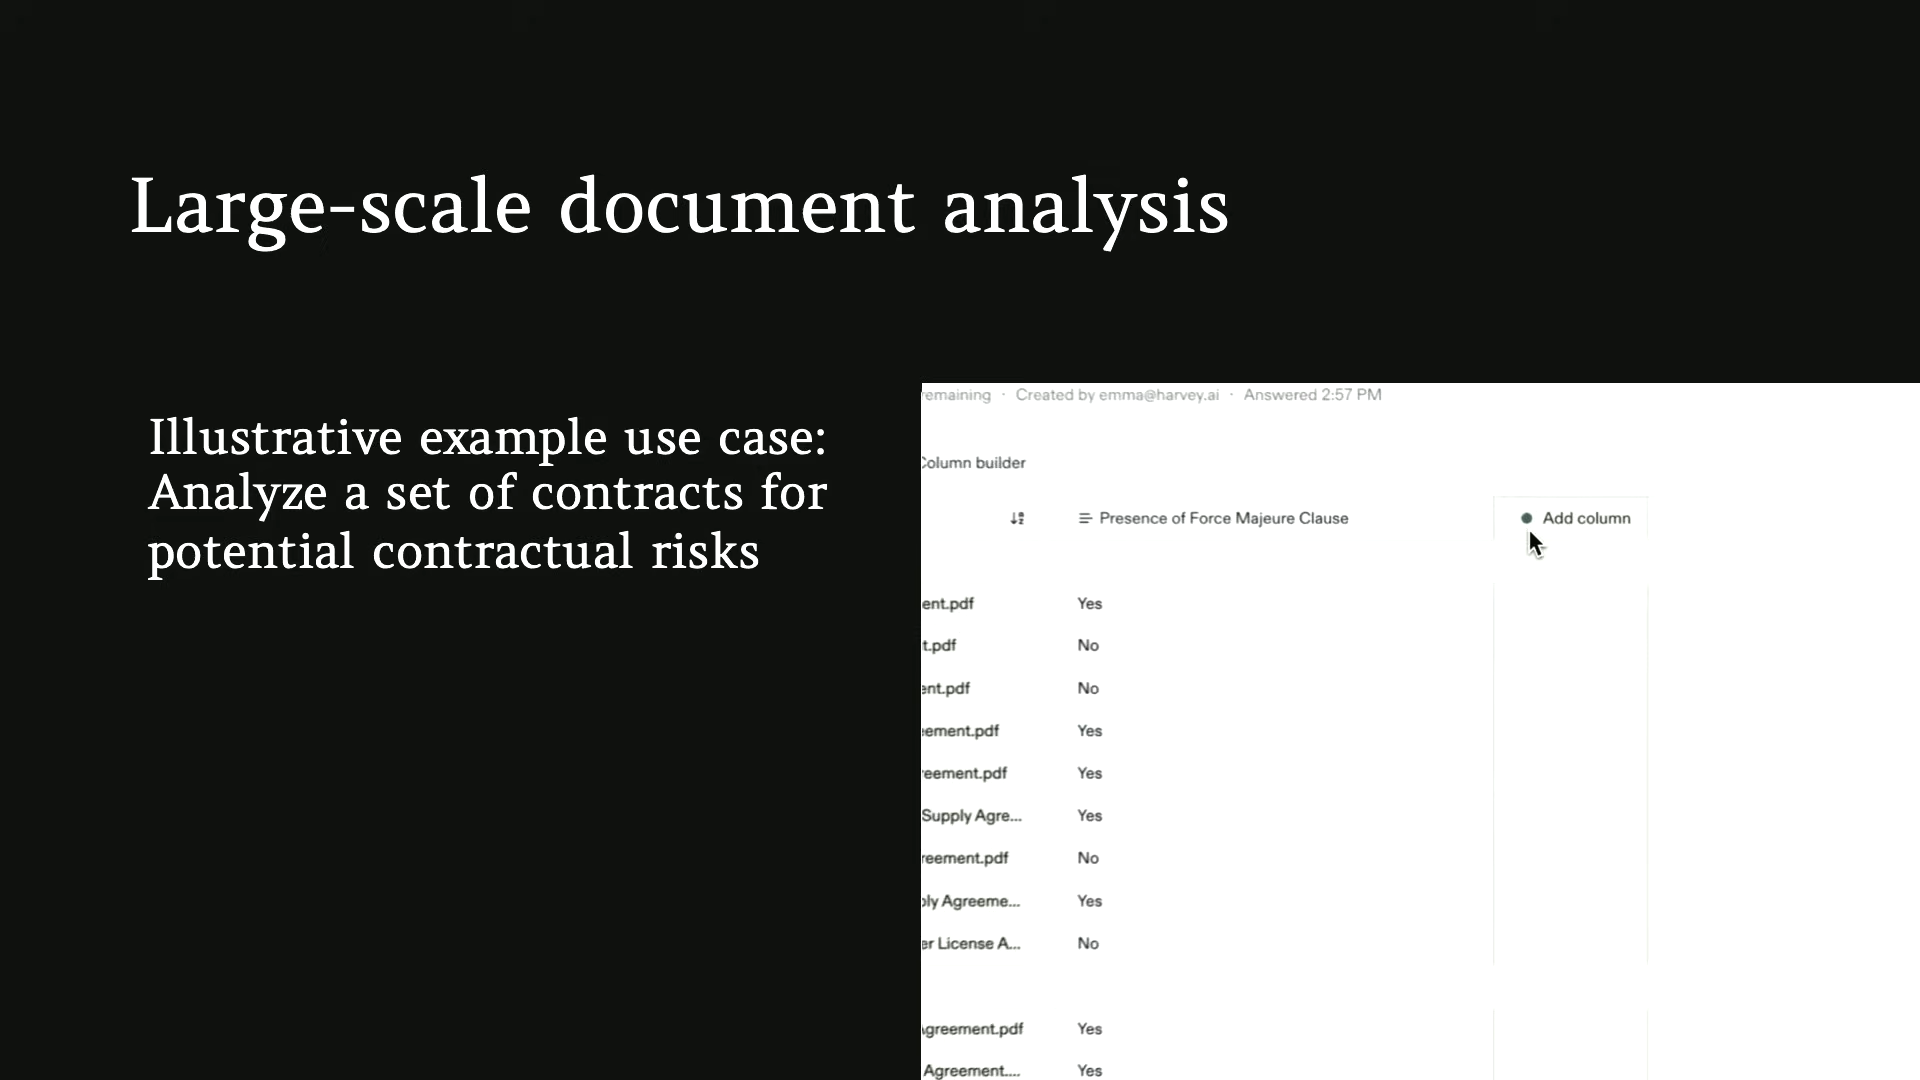 Large-scale document analysis
Illustrative example use case:
Analyze a set of contracts for
potential contractual risks
remaining · Created by emma@harvey.ai · Answered 2:57 PM
Column builder
Presence of Force Majeure Clause
Add column
ent.pdf Yes
t.pdf No
ent.pdf No
eement.pdf Yes
reement.pdf Yes
Supply Agre... Yes
reement.pdf No
ply Agreeme... Yes
er License A... No
Agreement.pdf Yes
Agreement.... Yes